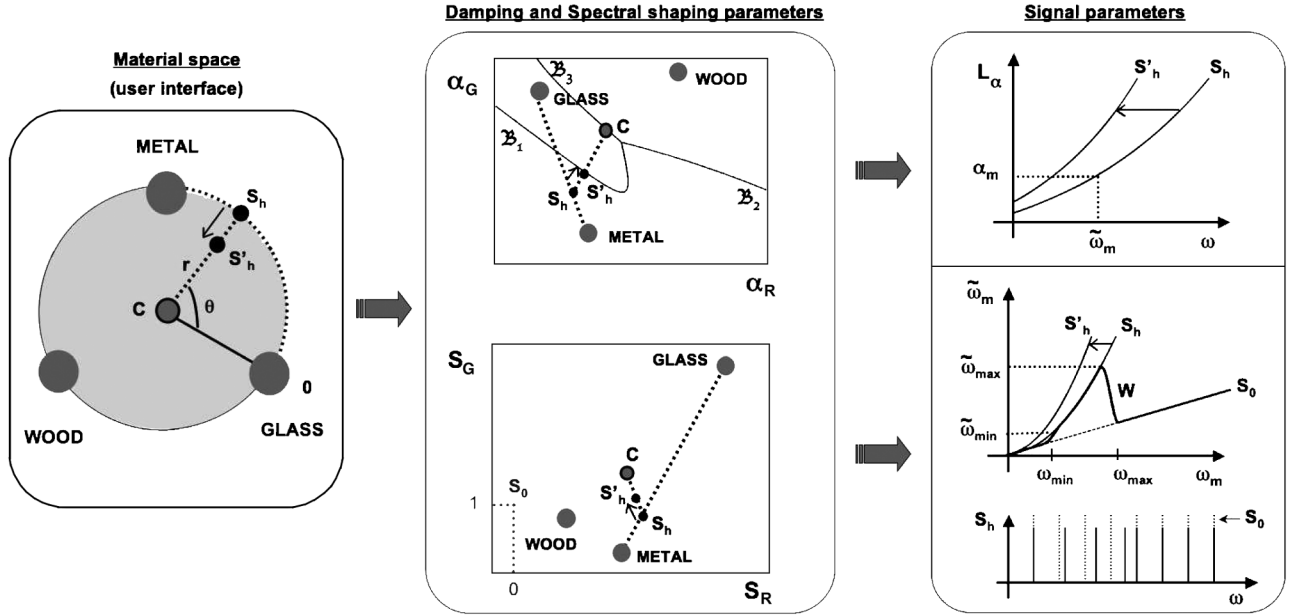 Material space
(user interface)
METAL
S_h
S'_h
r
C
θ
0
WOOD
GLASS
Damping and Spectral shaping parameters
α_G
ℬ_3
WOOD
GLASS
C
ℬ_1
S_h
S'_h
ℬ_2
METAL
α_R
S_G
GLASS
C
1
S_0
S'_h
S_h
WOOD
METAL
0
S_R
Signal parameters
L_α
S'_h
S_h
α_m
ω̃_m
ω
ω̃_m
S'_h
S_h
ω̃_max
W
S_0
ω̃_min
ω_min
ω_max
ω_m
S_h
S_0
ω